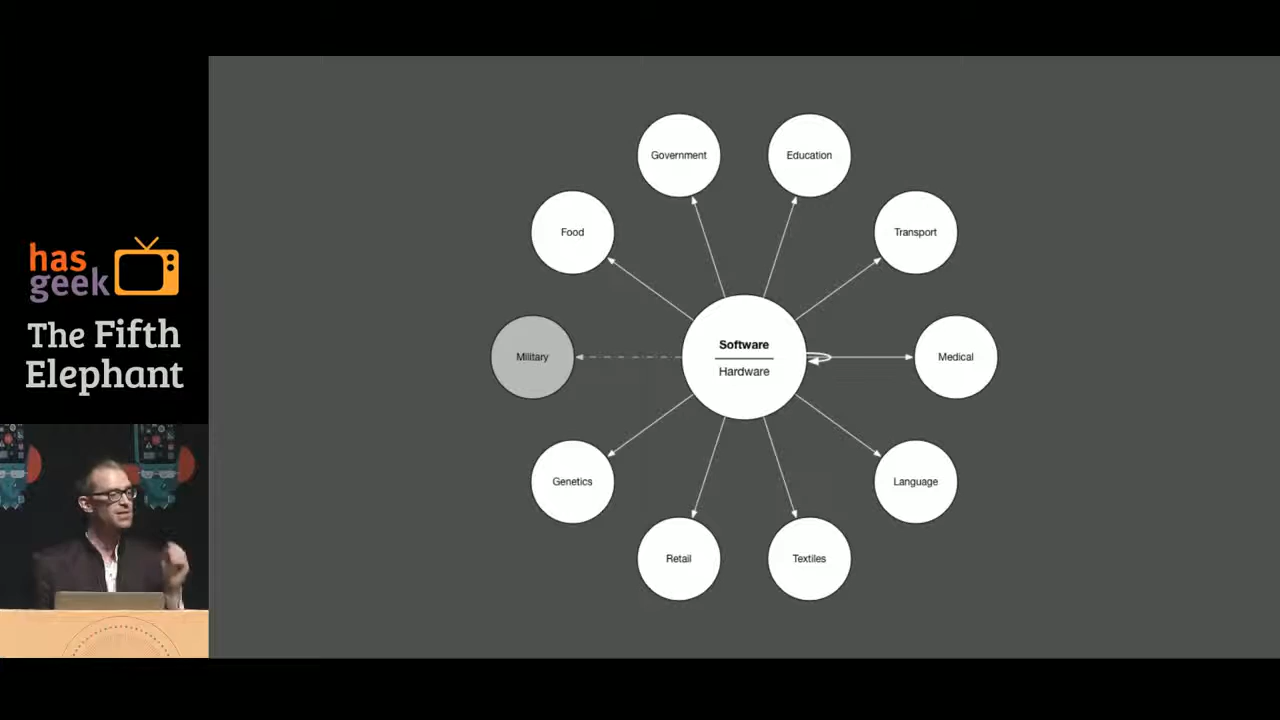 has
geek
The Fifth
Elephant
Government
Education
Food
Transport
Military
Software
Hardware
Medical
Genetics
Language
Retail
Textiles